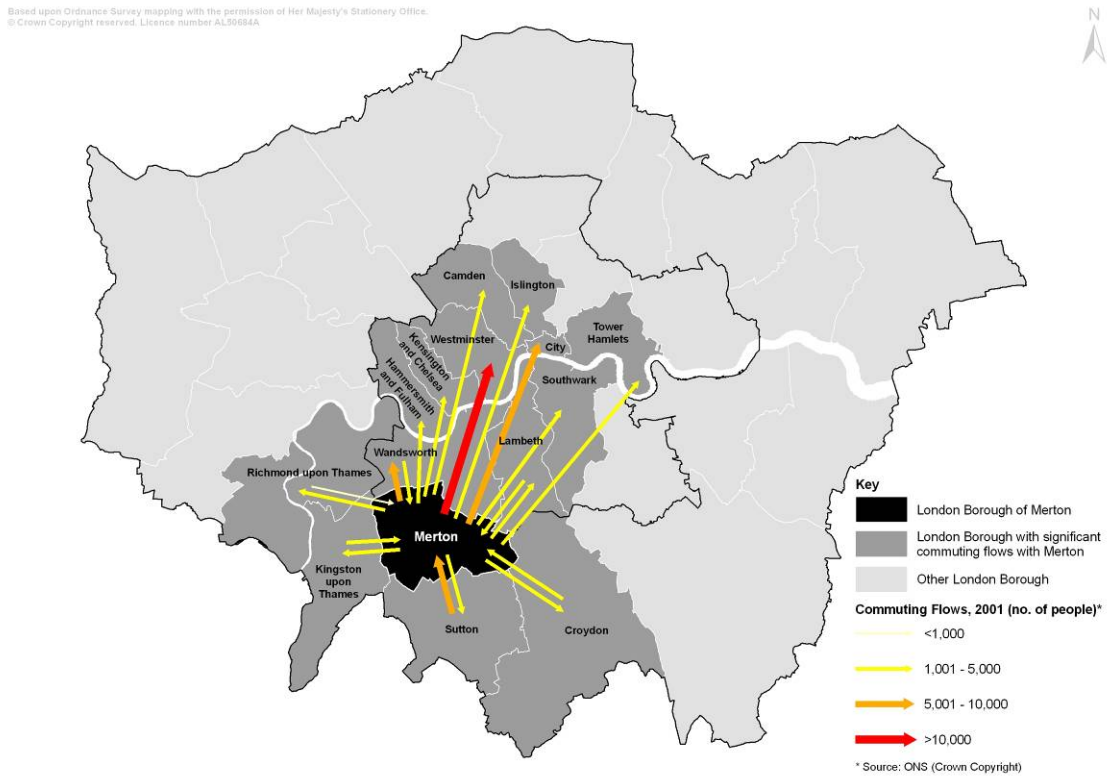 Based upon Ordnance Survey mapping with the permission of Her Majesty's Stationery Office.
© Crown Copyright reserved. Licence number AL50684A
N
Camden
Islington
Westminster
Kensington
and Chelsea
Hammersmith
and Fulham
City
Tower
Hamlets
Southwark
Lambeth
Wandsworth
Richmond upon Thames
Merton
Kingston
upon
Thames
Sutton
Croydon
Key
London Borough of Merton
London Borough with significant
commuting flows with Merton
Other London Borough
Commuting Flows, 2001 (no. of people)*
<1,000
1,001 - 5,000
5,001 - 10,000
>10,000
* Source: ONS (Crown Copyright)